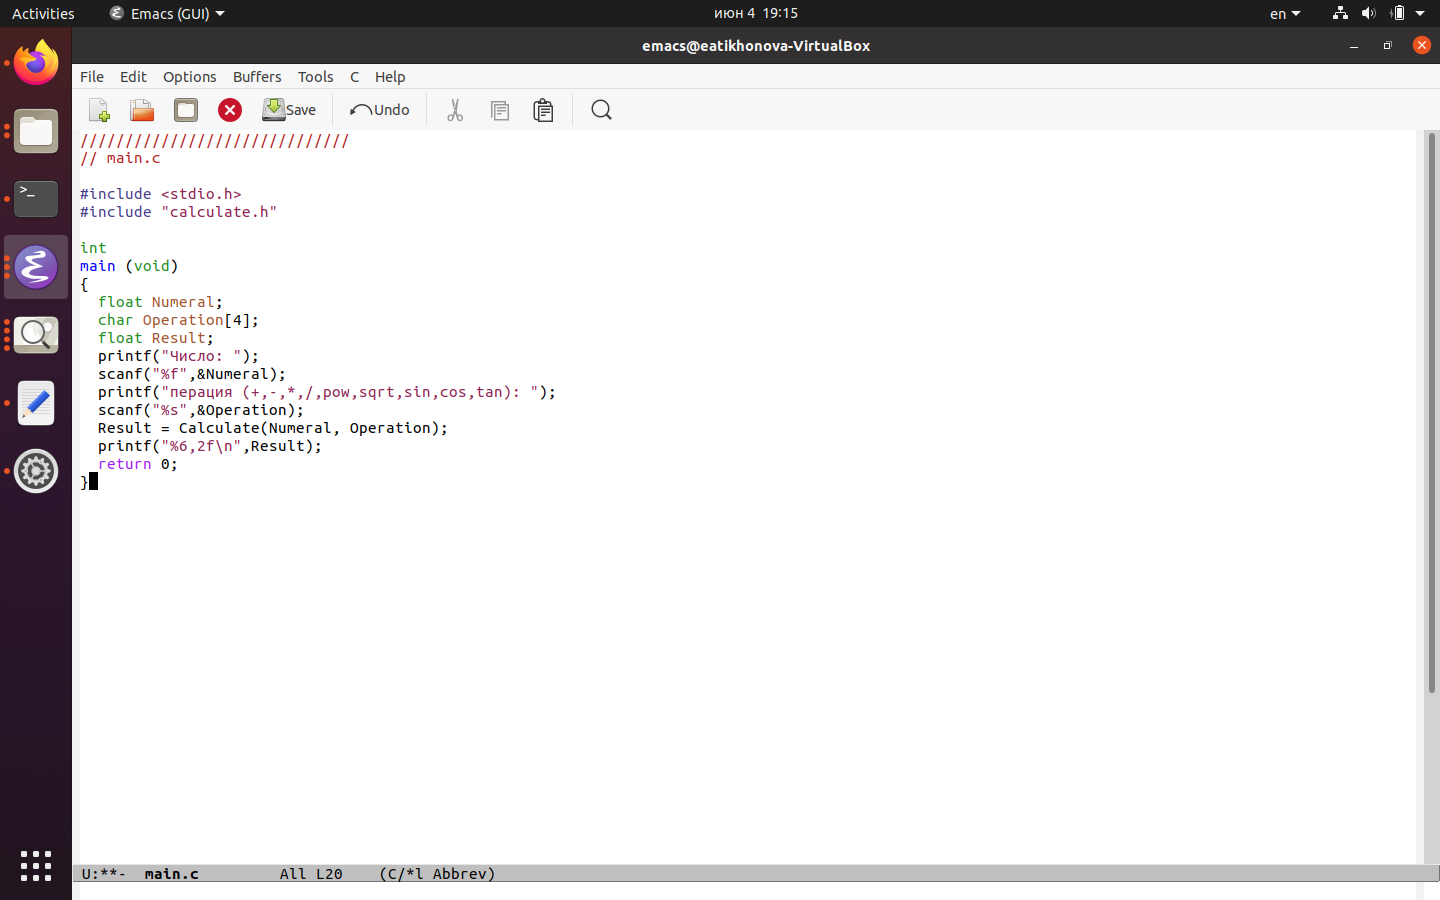 Activities Emacs (GUI) июн 4 19:15 en
emacs@eatikhonova-VirtualBox
File Edit Options Buffers Tools C Help
Save Undo
//////////////////////////////
// main.c
#include <stdio.h>
#include "calculate.h"
int
main (void)
{
  float Numeral;
  char Operation[4];
  float Result;
  printf("Число: ");
  scanf("%f",&Numeral);
  printf("перация (+,-,*,/,pow,sqrt,sin,cos,tan): ");
  scanf("%s",&Operation);
  Result = Calculate(Numeral, Operation);
  printf("%6,2f\n",Result);
  return 0;
}
U:**- main.c All L20 (C/*l Abbrev)